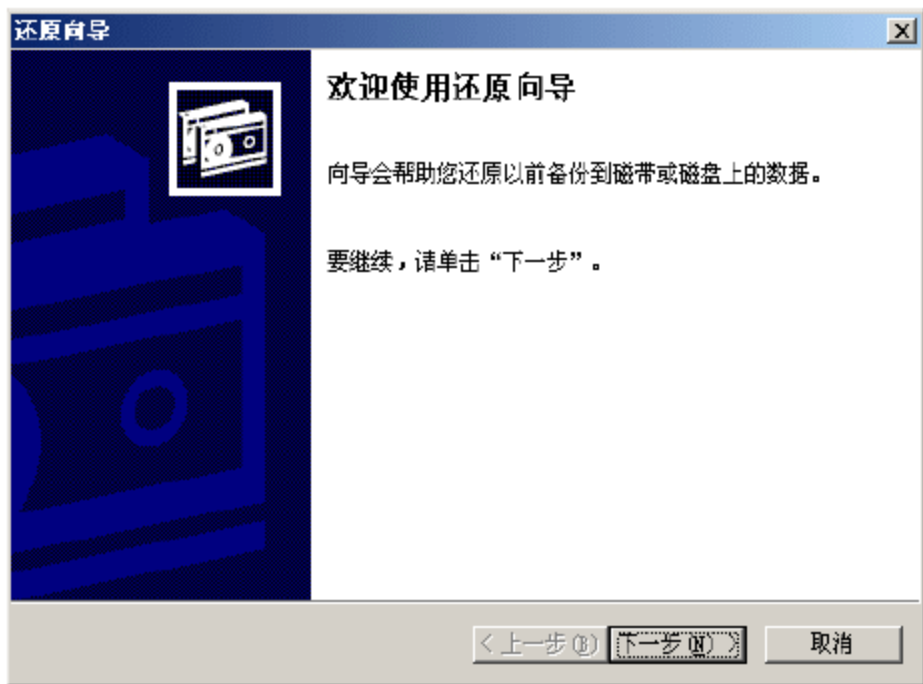 还原向导
欢迎使用还原向导
向导会帮助您还原以前备份到磁带或磁盘上的数据。
要继续，请单击“下一步”。
< 上一步(B)
下一步(N) >
取消